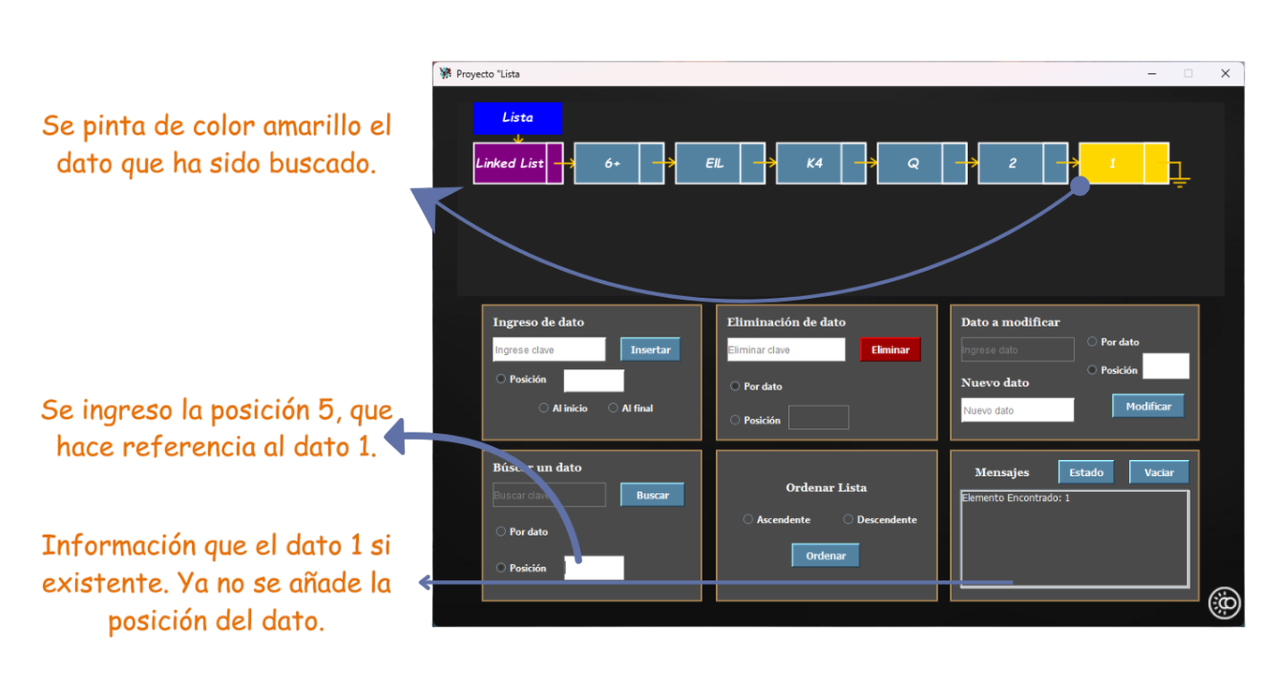 Proyecto "Lista
Se pinta de color amarillo el
dato que ha sido buscado.
Lista
Linked List
6+
EIL
K4
Q
2
1
Ingreso de dato
Ingrese clave
Insertar
Posición
Al inicio
Al final
Eliminación de dato
Eliminar clave
Eliminar
Por dato
Posición
Dato a modificar
Ingrese dato
Por dato
Posición
Nuevo dato
Nuevo dato
Modificar
Se ingreso la posición 5, que
hace referencia al dato 1.
Búscar un dato
Buscar clave
Buscar
Por dato
Posición
Ordenar Lista
Ascendente
Descendente
Ordenar
Mensajes
Estado
Vaciar
Elemento Encontrado: 1
Información que el dato 1 si
existente. Ya no se añade la
posición del dato.